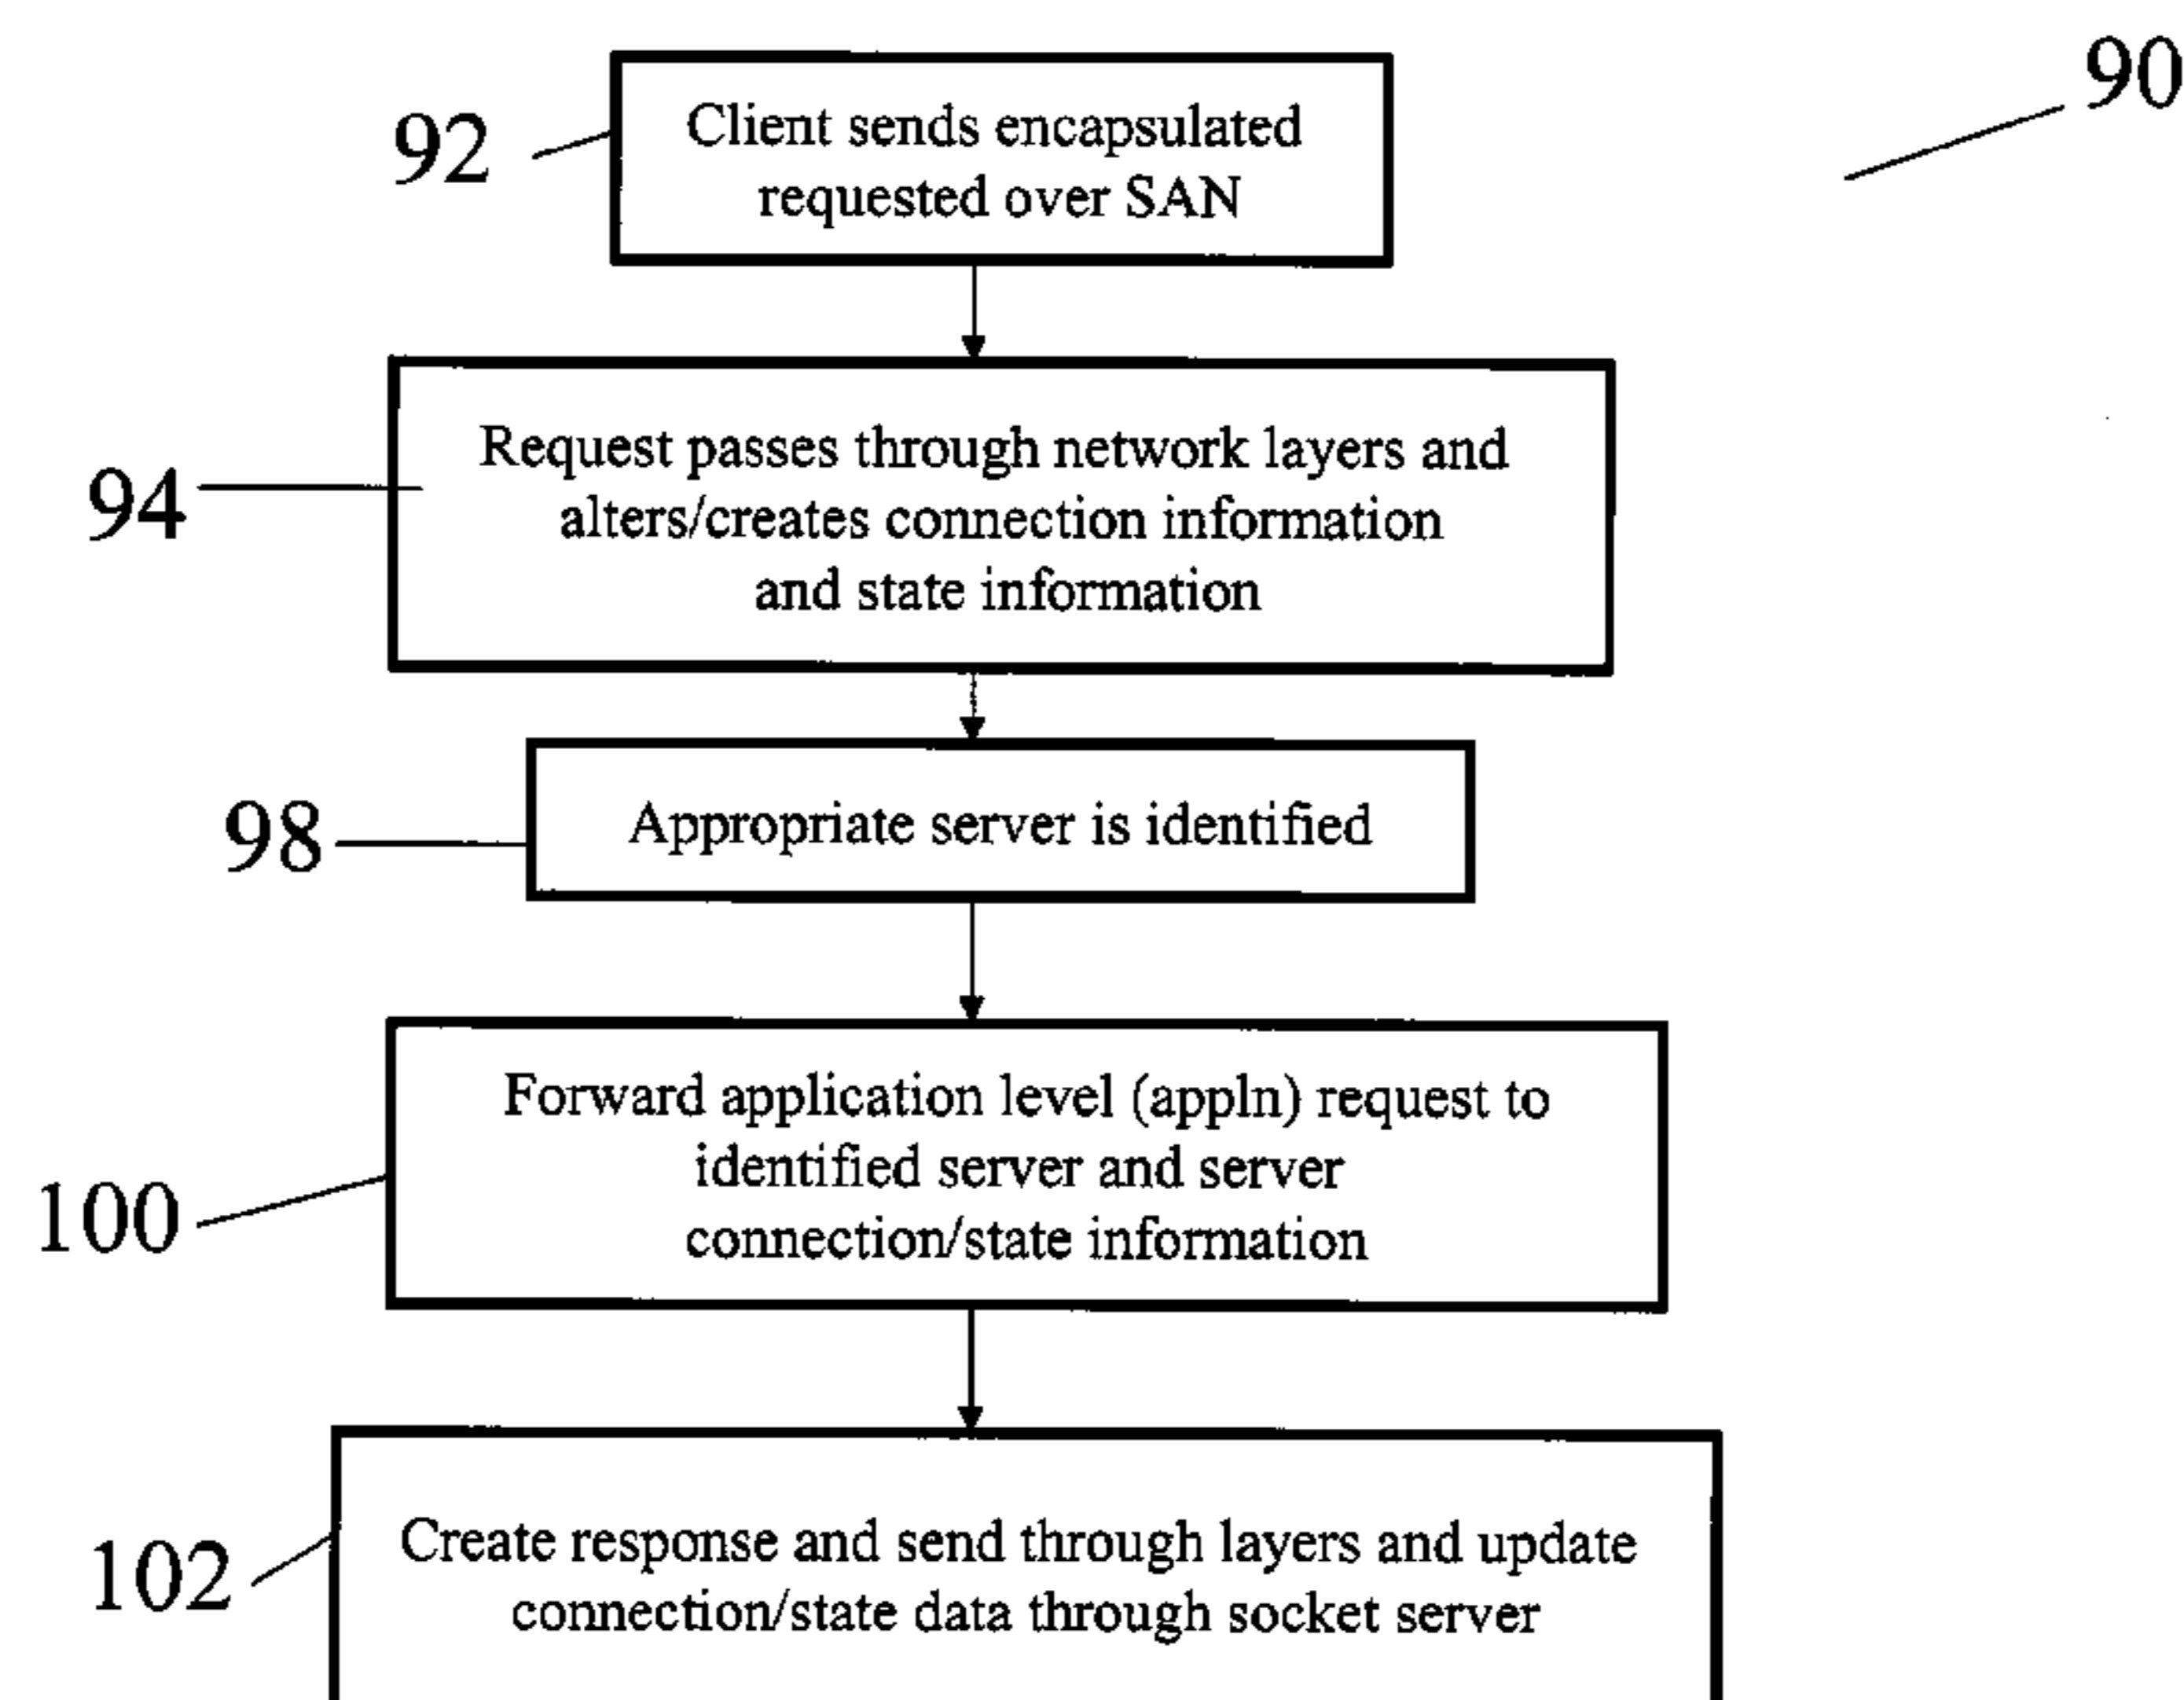 90
92
Client sends encapsulated
requested over SAN
94
Request passes through network layers and
alters/creates connection information
and state information
98
Appropriate server is identified
100
Forward application level (appln) request to
identified server and server
connection/state information
102
Create response and send through layers and update
connection/state data through socket server